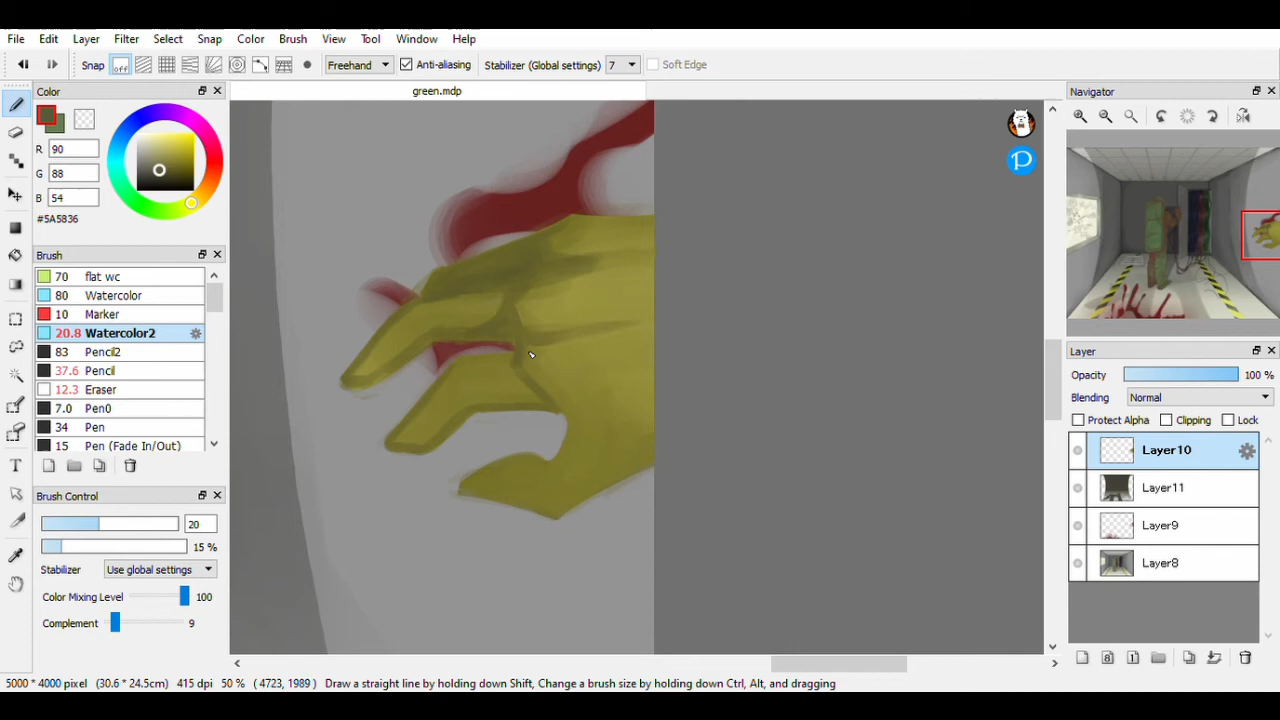 File Edit Layer Filter Select Snap Color Brush View Tool Window Help
Snap off Freehand Anti-aliasing Stabilizer (Global settings) 7 Soft Edge
Color
green.mdp
Navigator
R 90
G 88
B 54
#5A5836
Brush
70 flat wc
80 Watercolor
10 Marker
20.8 Watercolor2
83 Pencil2
37.6 Pencil
12.3 Eraser
7.0 Pen0
34 Pen
15 Pen (Fade In/Out)
Brush Control
20
15 %
Stabilizer Use global settings
Color Mixing Level 100
Complement 9
Layer
Opacity 100 %
Blending Normal
Protect Alpha Clipping Lock
Layer10
Layer11
Layer9
Layer8
5000 * 4000 pixel (30.6 * 24.5cm) 415 dpi 50 % ( 4723, 1989 ) Draw a straight line by holding down Shift, Change a brush size by holding down Ctrl, Alt, and dragging